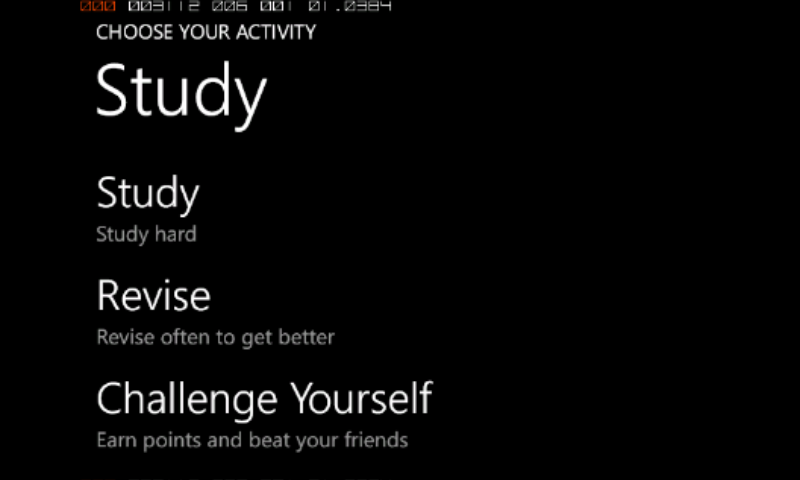 000 003112 006 001 01.0384
CHOOSE YOUR ACTIVITY
Study
Study
Study hard
Revise
Revise often to get better
Challenge Yourself
Earn points and beat your friends